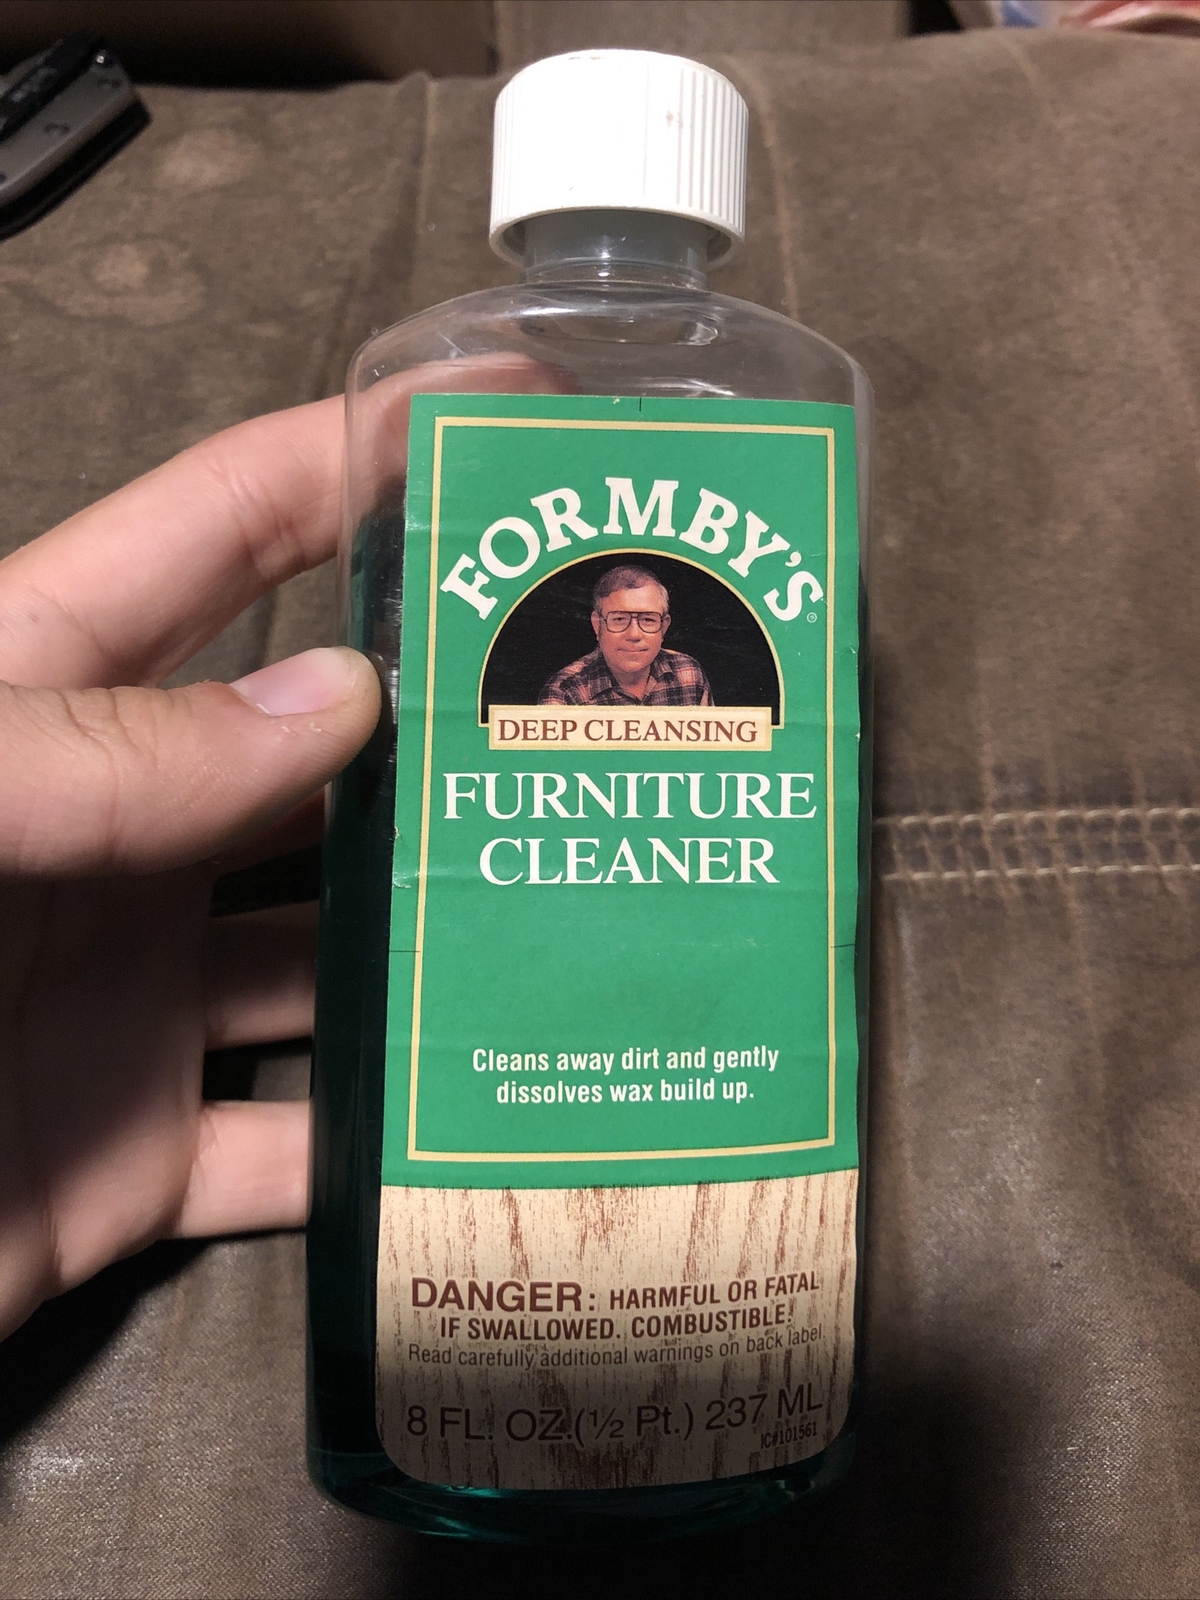 FORMBY'S®
DEEP CLEANSING
FURNITURE
CLEANER
Cleans away dirt and gently
dissolves wax build up.
DANGER: HARMFUL OR FATAL
IF SWALLOWED. COMBUSTIBLE!
Read carefully additional warnings on back label.
8 FL. OZ.(½ Pt.) 237 ML
IC#101561